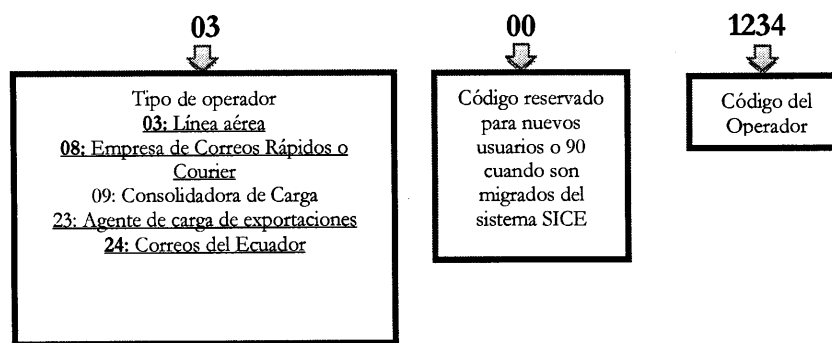 03
00
1234
Tipo de operador
03: Línea aérea
08: Empresa de Correos Rápidos o
Courier
09: Consolidadora de Carga
23: Agente de carga de exportaciones
24: Correos del Ecuador
Código reservado
para nuevos
usuarios o 90
cuando son
migrados del
sistema SICE
Código del
Operador